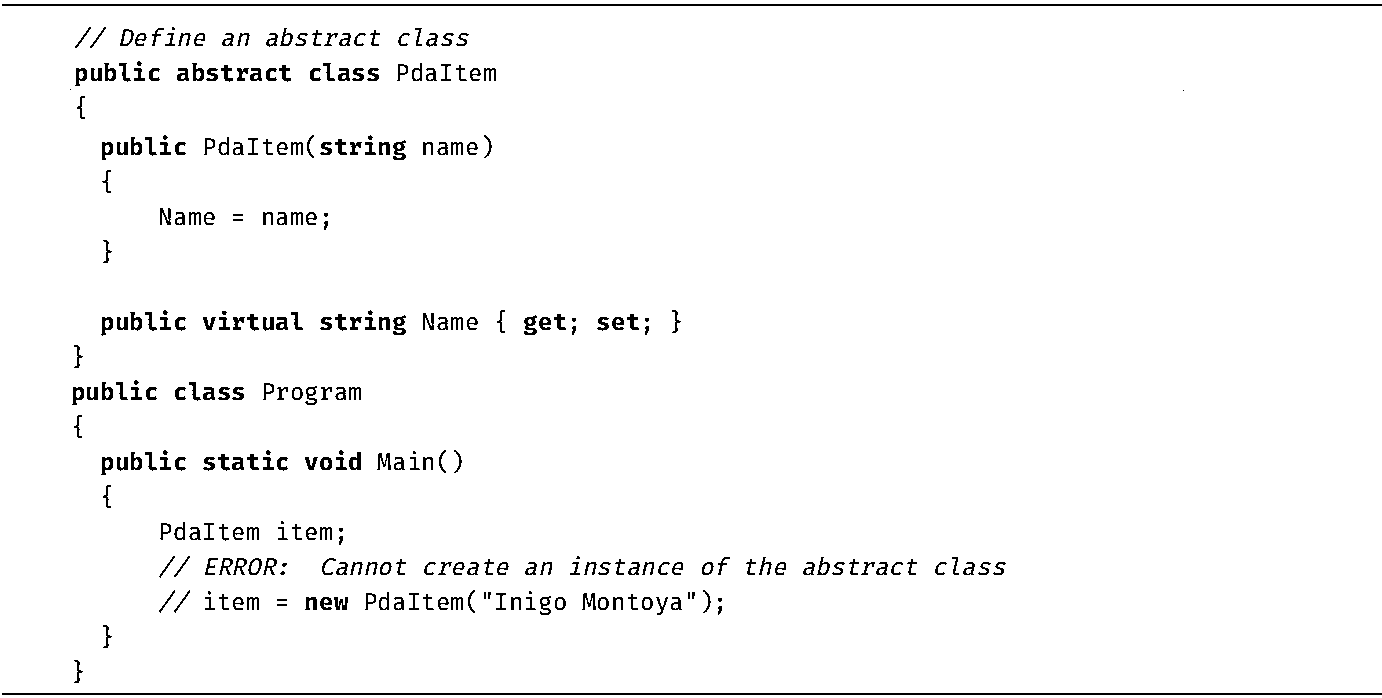 // Define an abstract class
public abstract class PdaItem
{
  public PdaItem(string name)
  {
      Name = name;
  }

  public virtual string Name { get; set; }
}
public class Program
{
  public static void Main()
  {
      PdaItem item;
      // ERROR:  Cannot create an instance of the abstract class
      // item = new PdaItem("Inigo Montoya");
  }
}